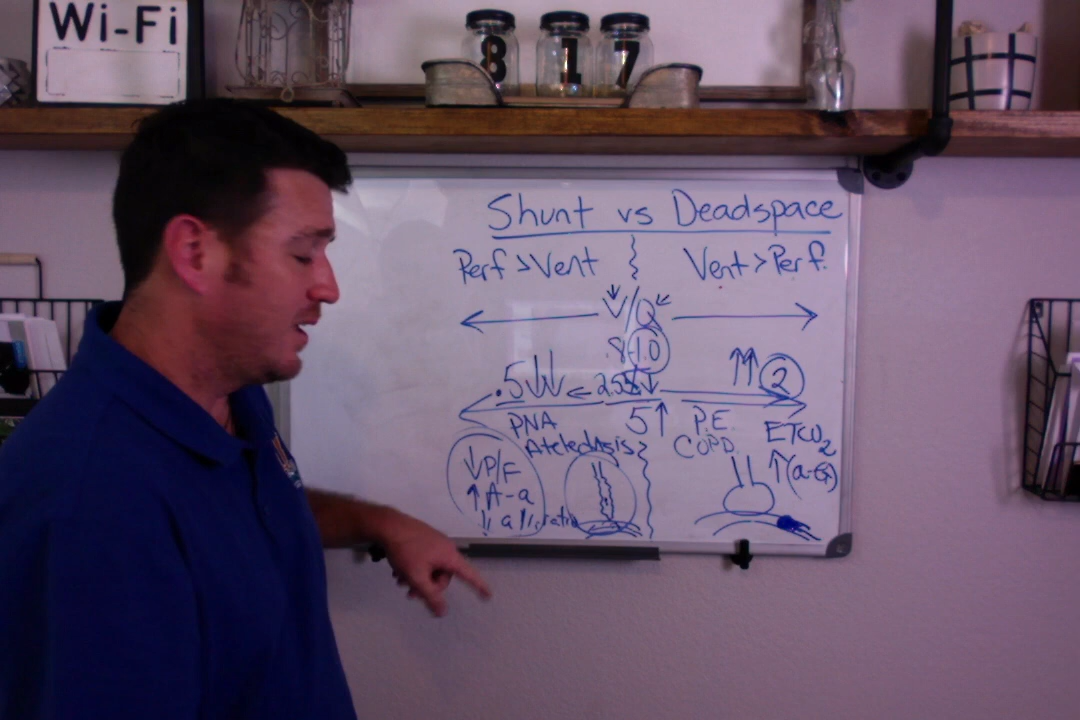 Wi-Fi
8 1 7
Shunt vs Deadspace
Perf > Vent
Vent > Perf.
V/Q
.8-1.0
.5↓↓
↑↑ 2
5↑
PNA
Atelectasis
P.E
COPD
ETCO2
↑(a-Et)
↓P/F
↑A-a